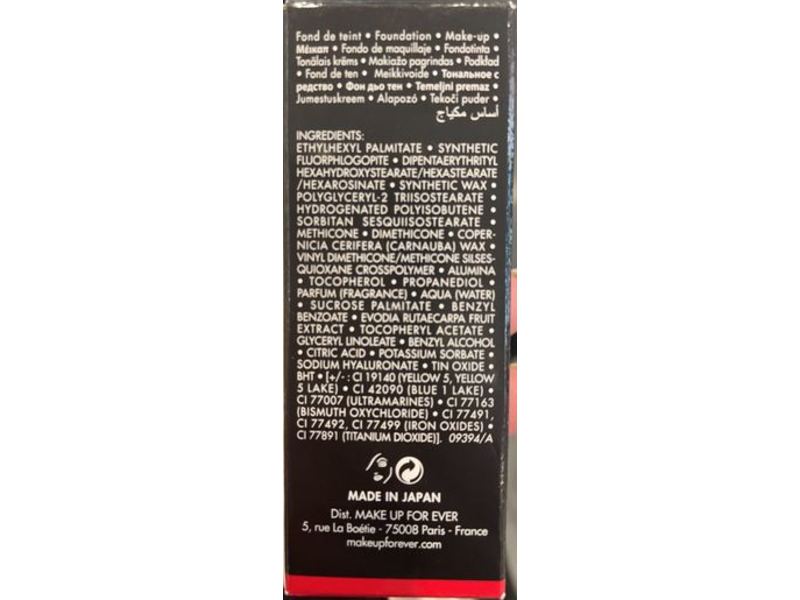 Fond de teint • Foundation • Make-up •
Μέικαπ • Fondo de maquillaje • Fondotinta •
Tonālais krēms • Makiažo pagrindas • Podkład
• Fond de ten • Meikkivoide • Тональное с
редство • Фон дьо тен • Temeljni premaz •
Jumestuskreem • Alapozó • Tekoči puder •
أساس مكياج
INGREDIENTS:
ETHYLHEXYL PALMITATE • SYNTHETIC
FLUORPHLOGOPITE • DIPENTAERYTHRITYL
HEXAHYDROXYSTEARATE/HEXASTEARATE
/HEXAROSINATE • SYNTHETIC WAX •
POLYGLYCERYL-2 TRIISOSTEARATE •
HYDROGENATED POLYISOBUTENE •
SORBITAN SESQUIISOSTEARATE •
METHICONE • DIMETHICONE • COPER-
NICIA CERIFERA (CARNAUBA) WAX •
VINYL DIMETHICONE/METHICONE SILSES-
QUIOXANE CROSSPOLYMER • ALUMINA
• TOCOPHEROL • PROPANEDIOL •
PARFUM (FRAGRANCE) • AQUA (WATER)
• SUCROSE PALMITATE • BENZYL
BENZOATE • EVODIA RUTAECARPA FRUIT
EXTRACT • TOCOPHERYL ACETATE •
GLYCERYL LINOLEATE • BENZYL ALCOHOL
• CITRIC ACID • POTASSIUM SORBATE •
SODIUM HYALURONATE • TIN OXIDE •
BHT • [+/- : CI 19140 (YELLOW 5, YELLOW
5 LAKE) • CI 42090 (BLUE 1 LAKE) •
CI 77007 (ULTRAMARINES) • CI 77163
(BISMUTH OXYCHLORIDE) • CI 77491,
CI 77492, CI 77499 (IRON OXIDES) •
CI 77891 (TITANIUM DIOXIDE)]. 09394/A
MADE IN JAPAN
Dist. MAKE UP FOR EVER
5, rue La Boétie - 75008 Paris - France
makeupforever.com